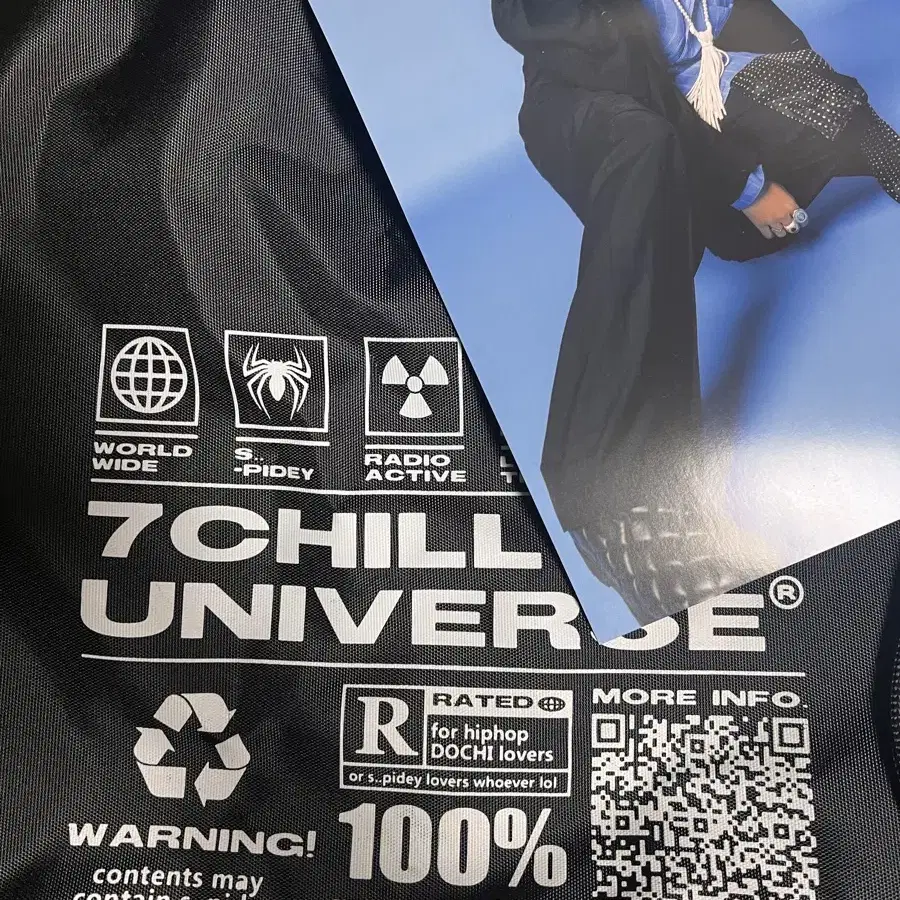 WORLD
WIDE
S..
-PIDEY
RADIO
ACTIVE
7CHILL
UNIVERSE®
MORE INFO.
R
RATED
for hiphop
DOCHI lovers
or s..pidey lovers whoever lol
WARNING!
100%
contents may
contain